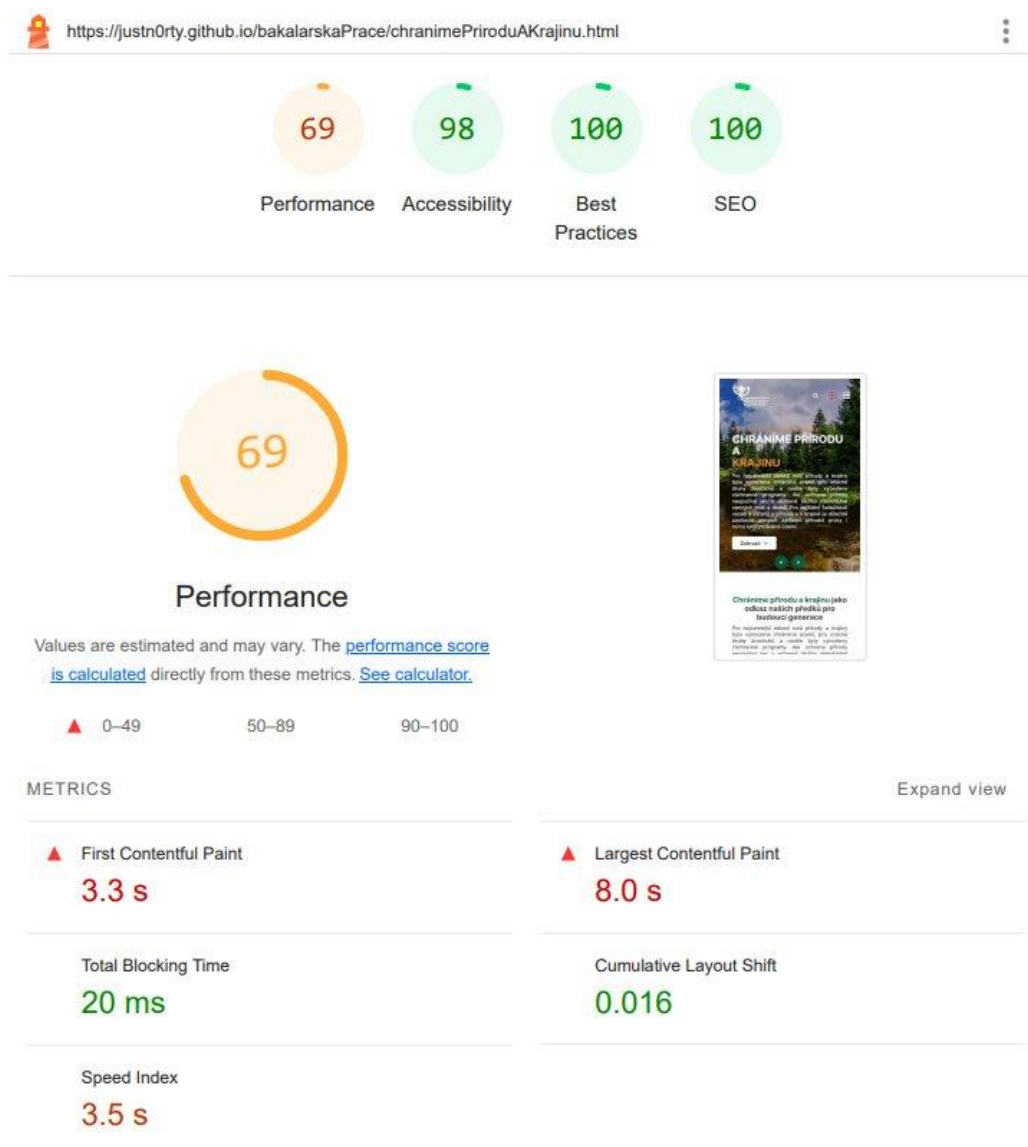 https://justn0rty.github.io/bakalarskaPrace/chranimePriroduAKrajinu.html
69
98
100
100
Performance
Accessibility
Best
Practices
SEO
69
Performance
Values are estimated and may vary. The performance score
is calculated directly from these metrics. See calculator.
0–49
50–89
90–100
CHRÁNÍME PŘÍRODU
A
KRAJINU
Zobrazit
Chráníme přírodu a krajinu jako
odkaz našich předků pro
budoucí generace
METRICS
Expand view
First Contentful Paint
3.3 s
Largest Contentful Paint
8.0 s
Total Blocking Time
20 ms
Cumulative Layout Shift
0.016
Speed Index
3.5 s